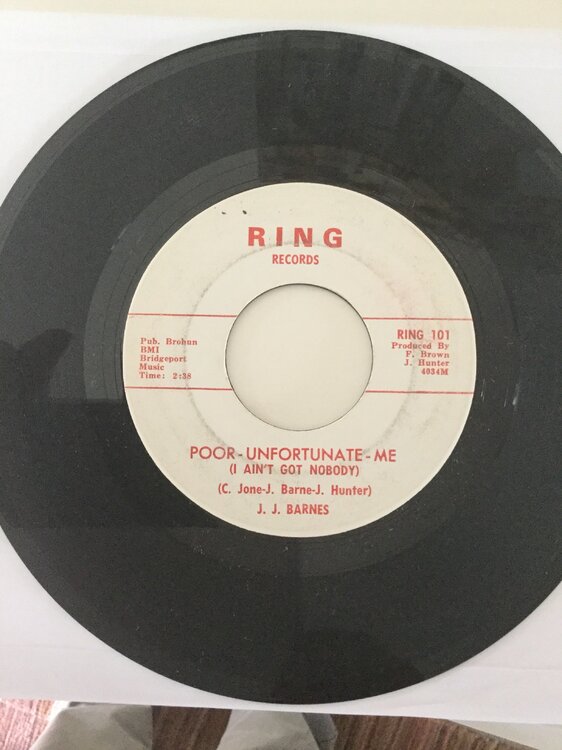 RING
RECORDS
Pub. Brohun
BMI
Bridgeport
Music
Time: 2:38
RING 101
Produced By
F. Brown
J. Hunter
4034M
POOR-UNFORTUNATE-ME
(I AIN'T GOT NOBODY)
(C. Jone-J. Barne-J. Hunter)
J. J. BARNES